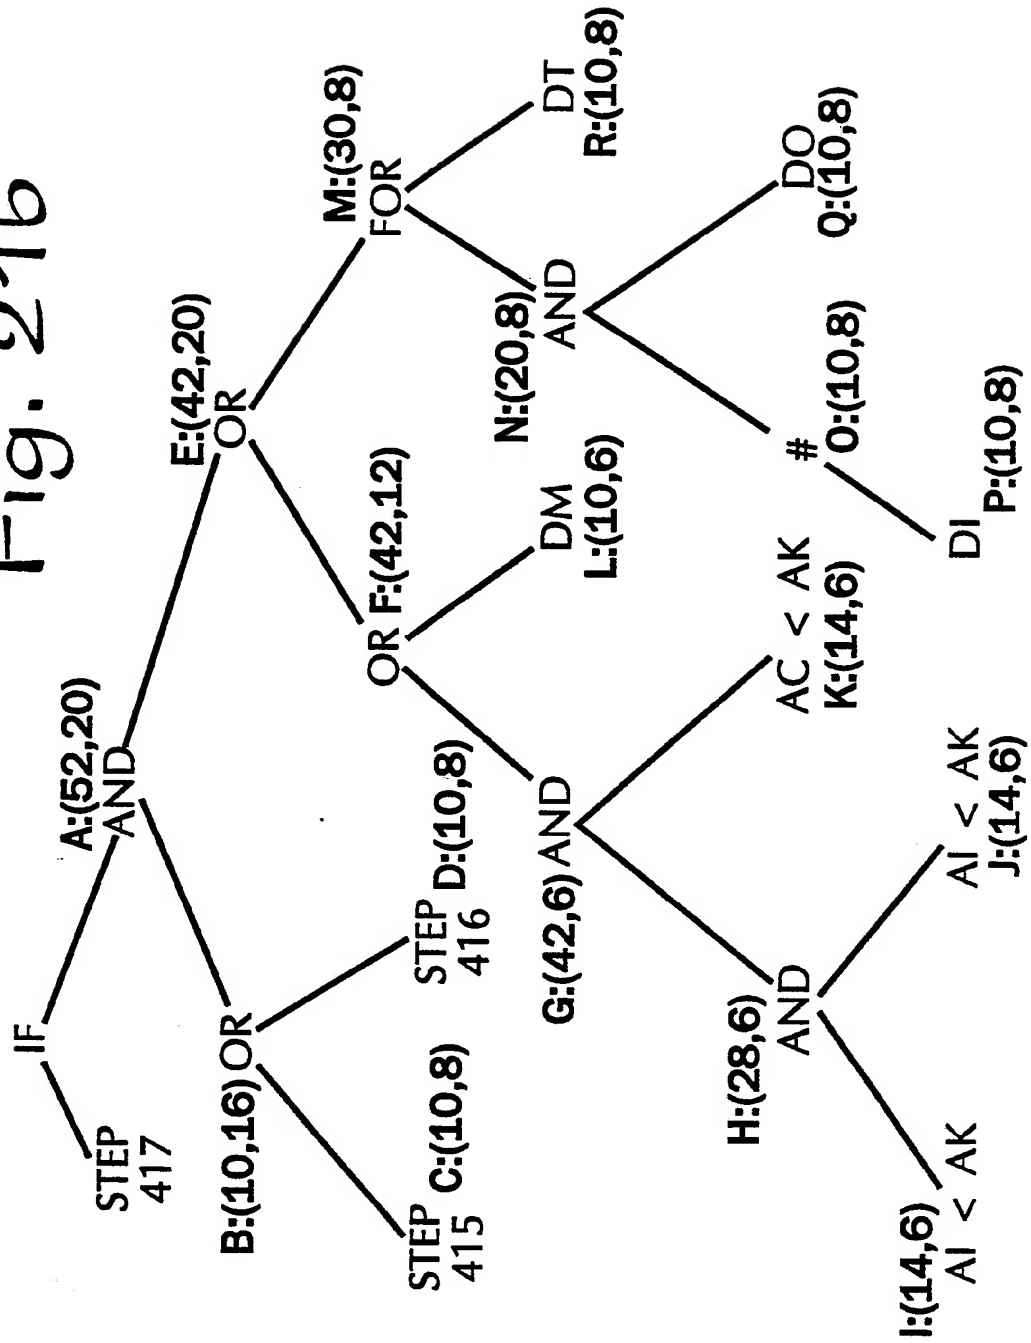 Fig. 21b
IF
A:(52,20)
AND
STEP
417
E:(42,20)
OR
B:(10,16) OR
M:(30,8)
FOR
OR F:(42,12)
STEP
415
C:(10,8)
STEP
416
D:(10,8)
N:(20,8)
AND
DT
R:(10,8)
G:(42,6) AND
DM
L:(10,6)
H:(28,6)
AND
AC < AK
K:(14,6)
#
O:(10,8)
DO
Q:(10,8)
I:(14,6)
AI < AK
AI < AK
J:(14,6)
DI
P:(10,8)